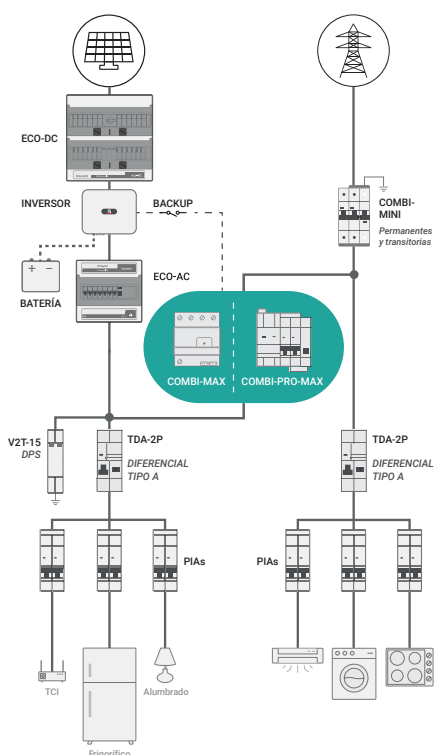 ECO-DC
INVERSOR
BACKUP
COMBI-
MINI
Permanentes
y transitorias
BATERÍA
ECO-AC
COMBI-MAX
COMBI-PRO-MAX
V2T-15
DPS
TDA-2P
DIFERENCIAL
TIPO A
TDA-2P
DIFERENCIAL
TIPO A
PIAs
PIAs
TCI
Alumbrado
Frigorífico